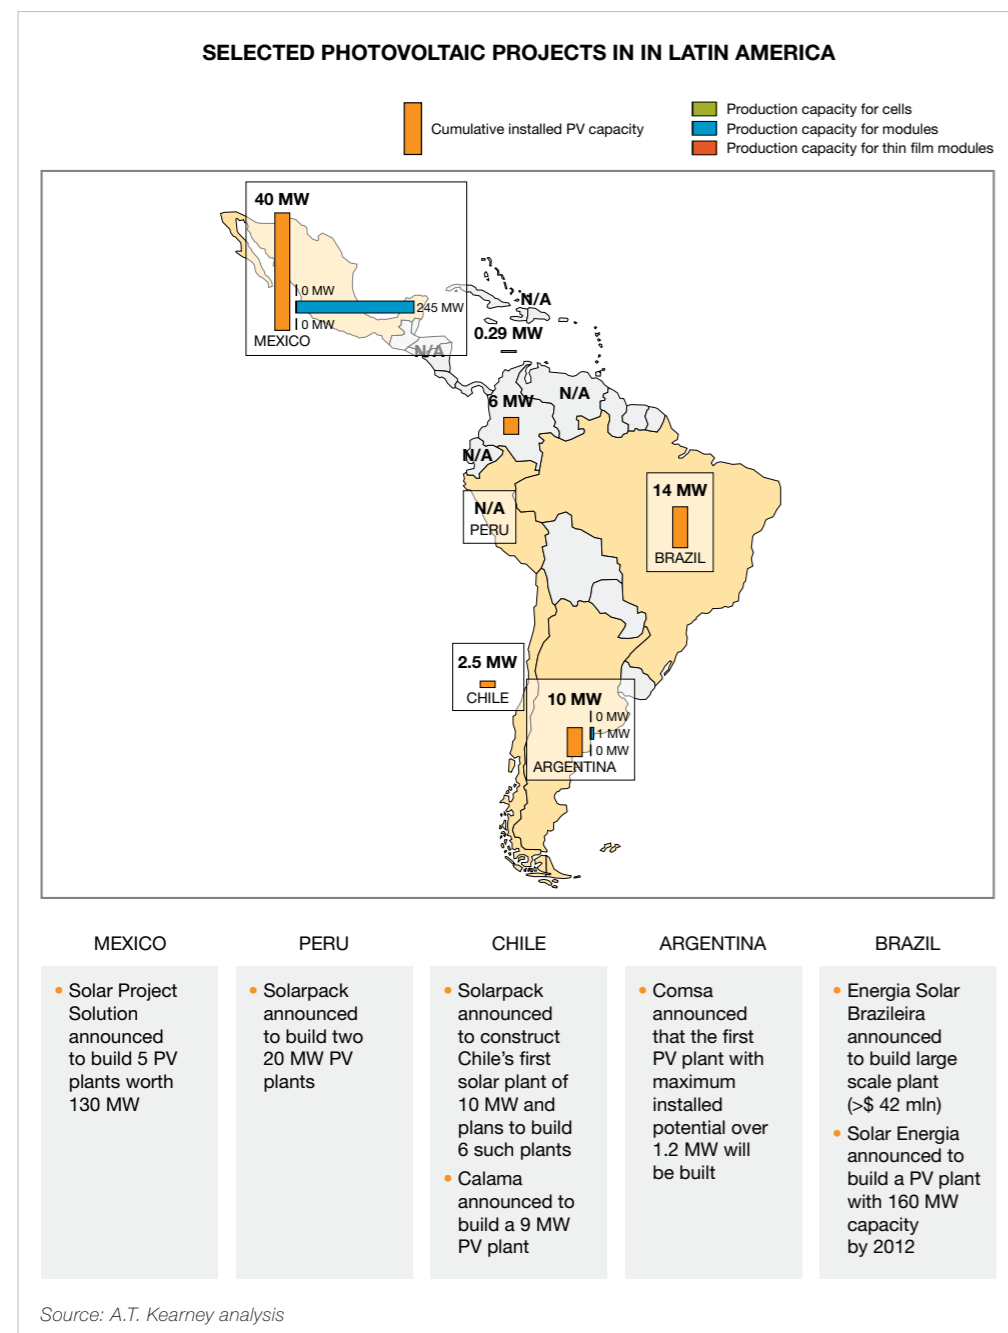 SELECTED PHOTOVOLTAIC PROJECTS IN IN LATIN AMERICA
Cumulative installed PV capacity
Production capacity for cells
Production capacity for modules
Production capacity for thin film modules
40 MW
0 MW
245 MW
0 MW
MEXICO
N/A
N/A
0.29 MW
6 MW
N/A
N/A
N/A
PERU
14 MW
BRAZIL
2.5 MW
CHILE
10 MW
0 MW
1 MW
0 MW
ARGENTINA
MEXICO
• Solar Project
Solution
announced
to build 5 PV
plants worth
130 MW
PERU
• Solarpack
announced
to build two
20 MW PV
plants
CHILE
• Solarpack
announced
to construct
Chile's first
solar plant of
10 MW and
plans to build
6 such plants
• Calama
announced to
build a 9 MW
PV plant
ARGENTINA
• Comsa
announced
that the first
PV plant with
maximum
installed
potential over
1.2 MW will
be built
BRAZIL
• Energia Solar
Brazileira
announced
to build large
scale plant
(>$ 42 mln)
• Solar Energia
announced to
build a PV plant
with 160 MW
capacity
by 2012
Source: A.T. Kearney analysis